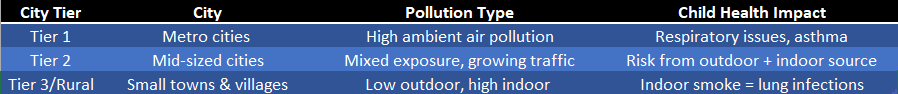 City Tier City Pollution Type Child Health Impact
Tier 1 Metro cities High ambient air pollution Respiratory issues, asthma
Tier 2 Mid-sized cities Mixed exposure, growing traffic Risk from outdoor + indoor source
Tier 3/Rural Small towns & villages Low outdoor, high indoor Indoor smoke = lung infections